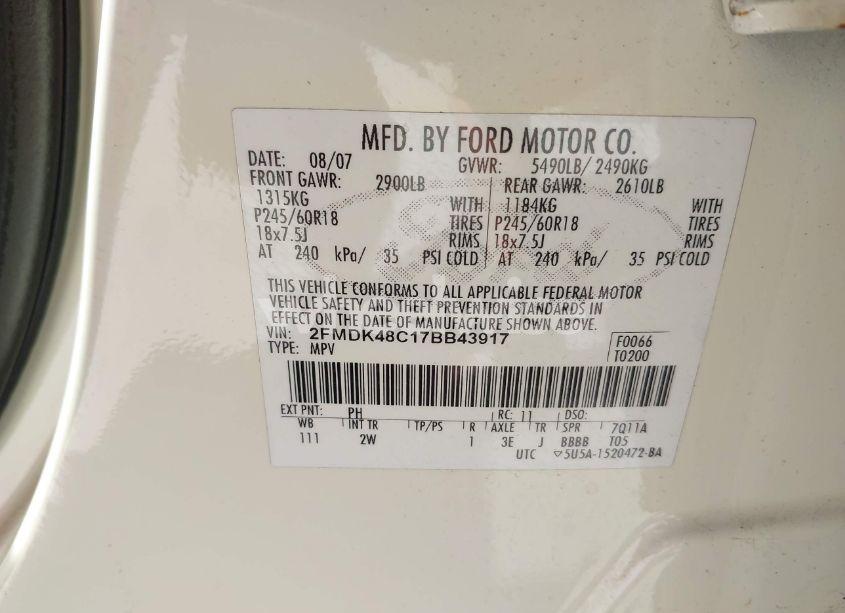 MFD. BY FORD MOTOR CO.
DATE: 08/07 GVWR: 5490LB/ 2490KG
FRONT GAWR: 2900LB REAR GAWR: 2610LB
1315KG WITH 1184KG WITH
P245/60R18 TIRES P245/60R18 TIRES
18x7.5J RIMS 18x7.5J RIMS
AT 240 kPa/ 35 PSI COLD AT 240 kPa/ 35 PSI COLD
THIS VEHICLE CONFORMS TO ALL APPLICABLE FEDERAL MOTOR
VEHICLE SAFETY AND THEFT PREVENTION STANDARDS IN
EFFECT ON THE DATE OF MANUFACTURE SHOWN ABOVE.
VIN: 2FMDK48C17BB43917 F0066
TYPE: MPV T0200
EXT PNT: PH RC: 11 DSO:
WB INT TR TP/PS R AXLE TR SPR 7Q11A
111 2W 1 3E J BBBB T05
UTC ▽5U5A-1520472-BA